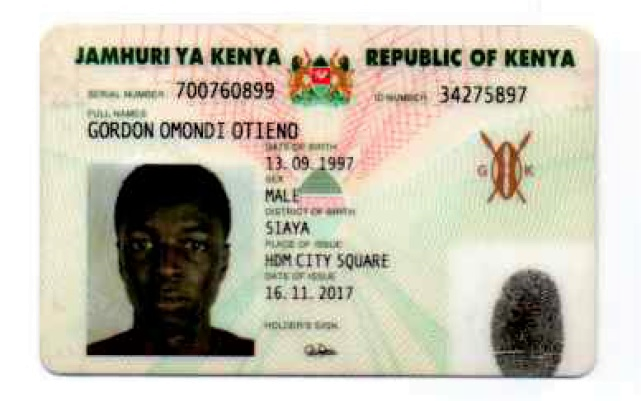 JAMHURI YA KENYA REPUBLIC OF KENYA
SERIAL NUMBER 700760899 ID NUMBER 34275897
FULL NAMES
GORDON OMONDI OTIENO
DATE OF BIRTH
13. 09. 1997
SEX
MALE
G K
DISTRICT OF BIRTH
SIAYA
PLACE OF ISSUE
HDM CITY SQUARE
DATE OF ISSUE
16. 11. 2017
HOLDER'S SIGN.